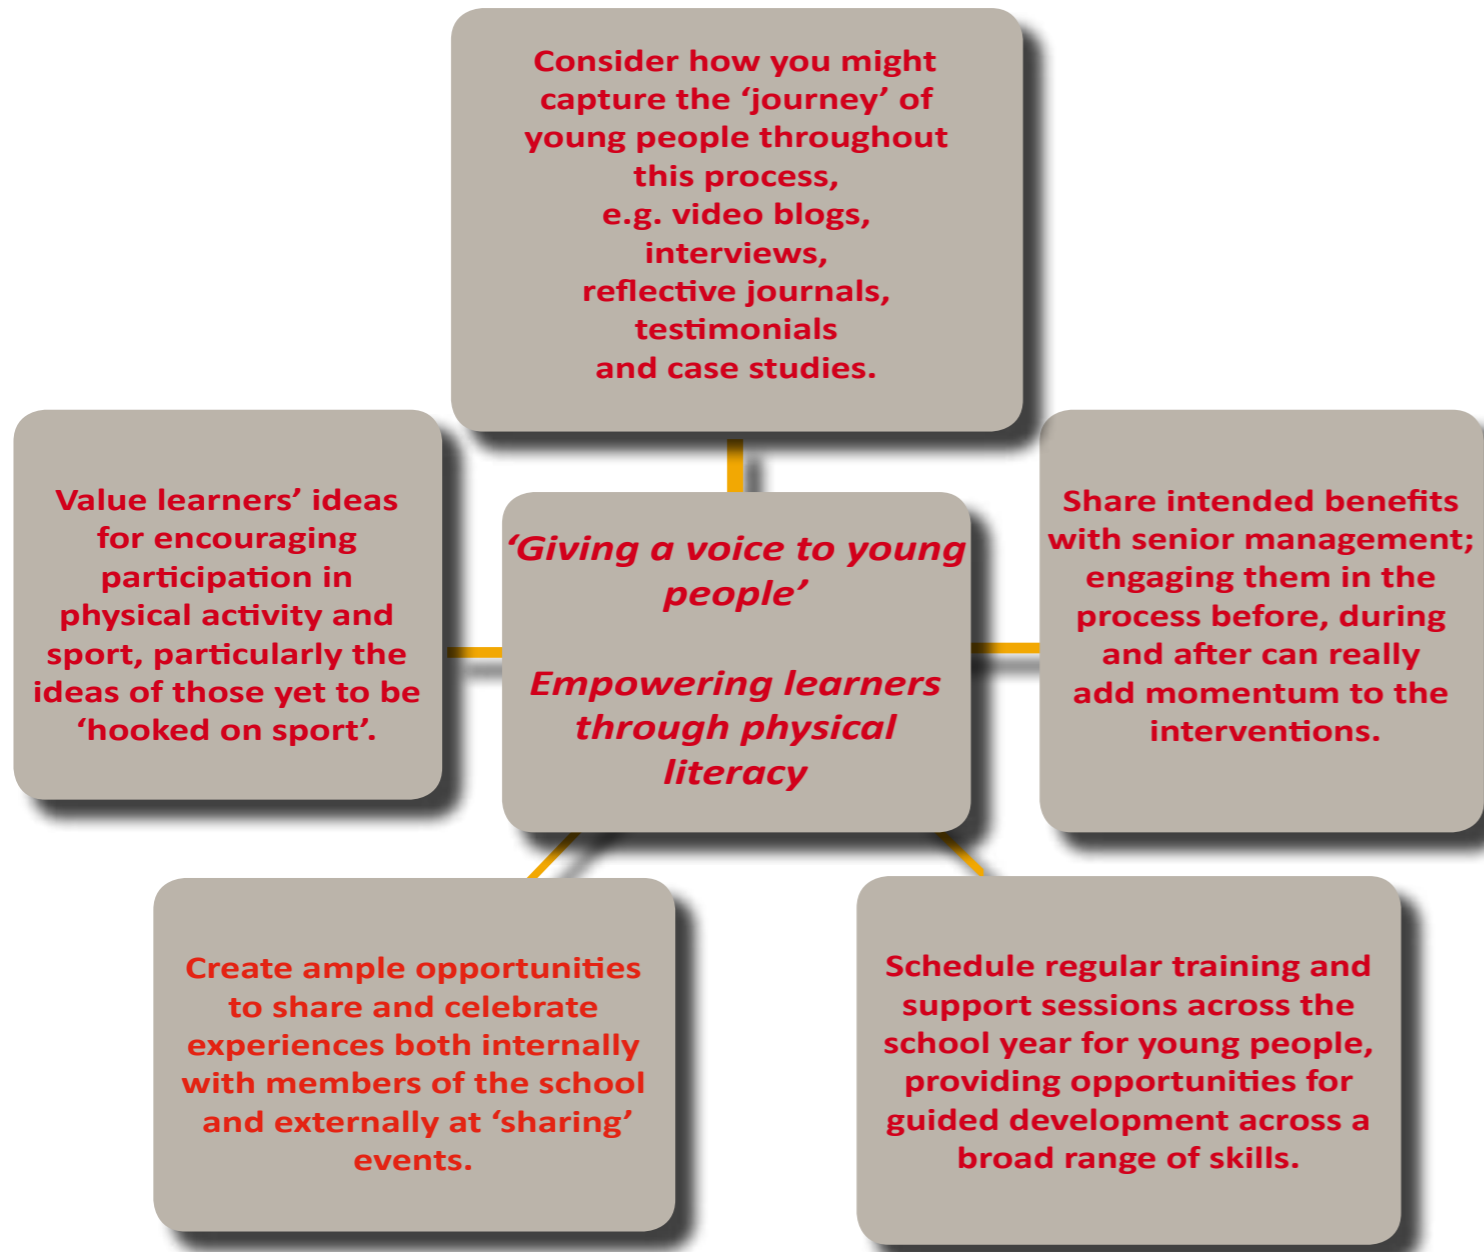 Consider how you might
capture the ‘journey’ of
young people throughout
this process,
e.g. video blogs,
interviews,
reflective journals,
testimonials
and case studies.
Value learners’ ideas
for encouraging
participation in
physical activity and
sport, particularly the
ideas of those yet to be
‘hooked on sport’.
‘Giving a voice to young
people’
Empowering learners
through physical
literacy
Share intended benefits
with senior management;
engaging them in the
process before, during
and after can really
add momentum to the
interventions.
Create ample opportunities
to share and celebrate
experiences both internally
with members of the school
and externally at ‘sharing’
events.
Schedule regular training and
support sessions across the
school year for young people,
providing opportunities for
guided development across a
broad range of skills.